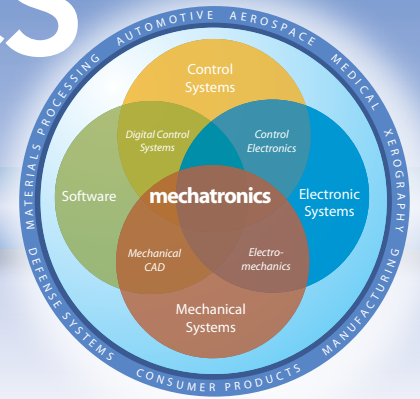 MATERIALS PROCESSING AUTOMOTIVE AEROSPACE MEDICAL XEROGRAPHY
Control
Systems
Digital Control
Systems
Control
Electronics
Software
mechatronics
Electronic
Systems
Mechanical
CAD
Electro-
mechanics
Mechanical
Systems
DEFENSE SYSTEMS CONSUMER PRODUCTS MANUFACTURING